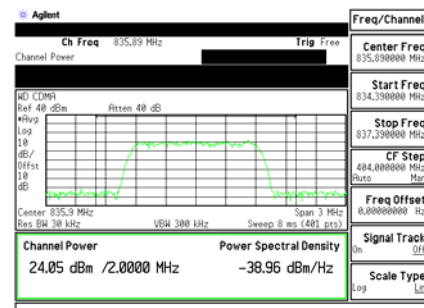 Agilent
Ch Freq 835.89 MHz Trig Free
Channel Power
WD CDMA
Ref 40 dBm Atten 40 dB
#Avg
Log
10
dB/
Offst
10
dB
Center 835.9 MHz Span 3 MHz
Res BW 30 kHz VBW 300 kHz Sweep 8 ms (401 pts)
Channel Power Power Spectral Density
24.05 dBm /2.0000 MHz -38.96 dBm/Hz
Freq/Channel
Center Freq
835.890000 MHz
Start Freq
834.390000 MHz
Stop Freq
837.390000 MHz
CF Step
404.000000 MHz
Auto Man
Freq Offset
0.00000000 Hz
Signal Track
On Off
Scale Type
Log Lin